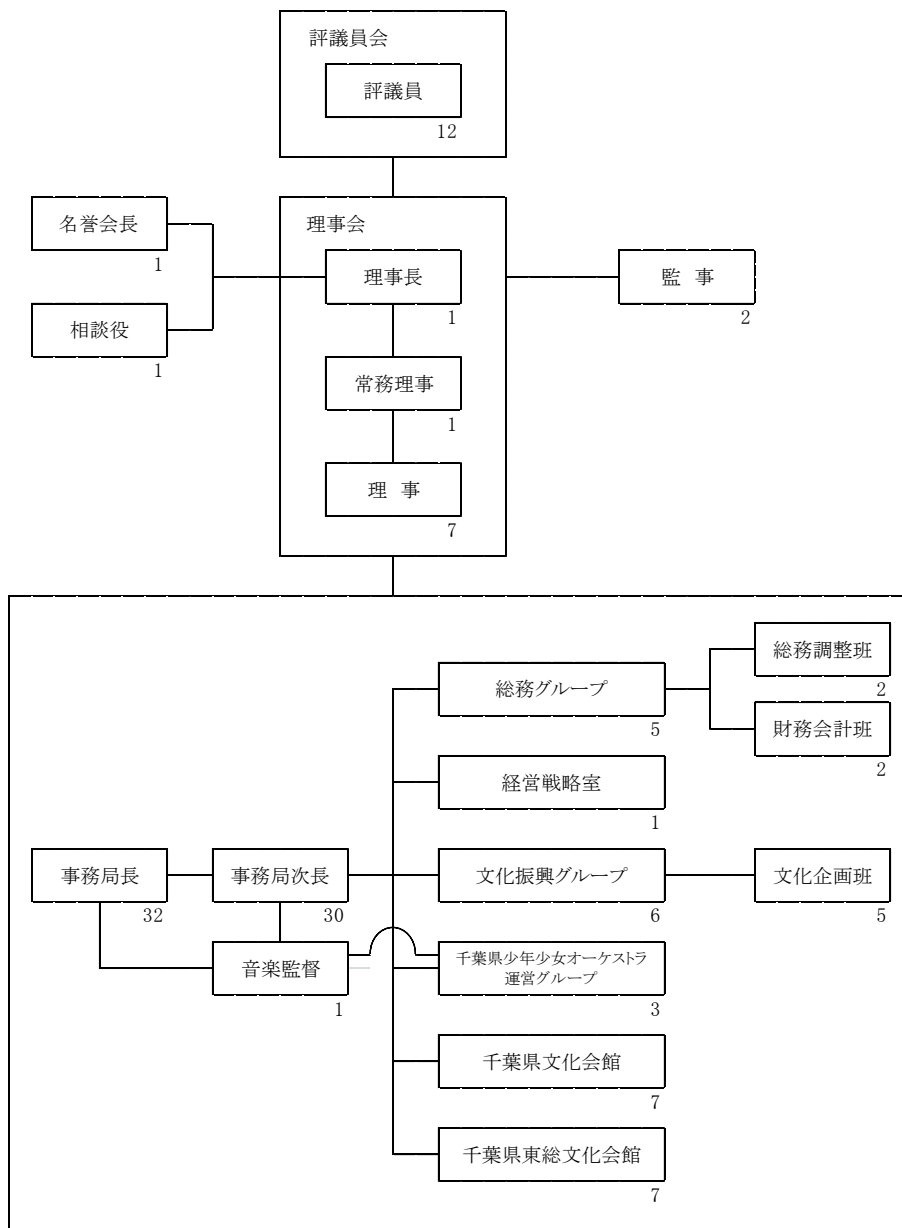 評議員会
評議員
12
名誉会長
1
相談役
1
理事会
理事長
1
常務理事
1
理 事
7
監 事
2
総務グループ
5
総務調整班
2
財務会計班
2
経営戦略室
1
事務局長
32
事務局次長
30
文化振興グループ
6
文化企画班
5
音楽監督
1
千葉県少年少女オーケストラ
運営グループ
3
千葉県文化会館
7
千葉県東総文化会館
7